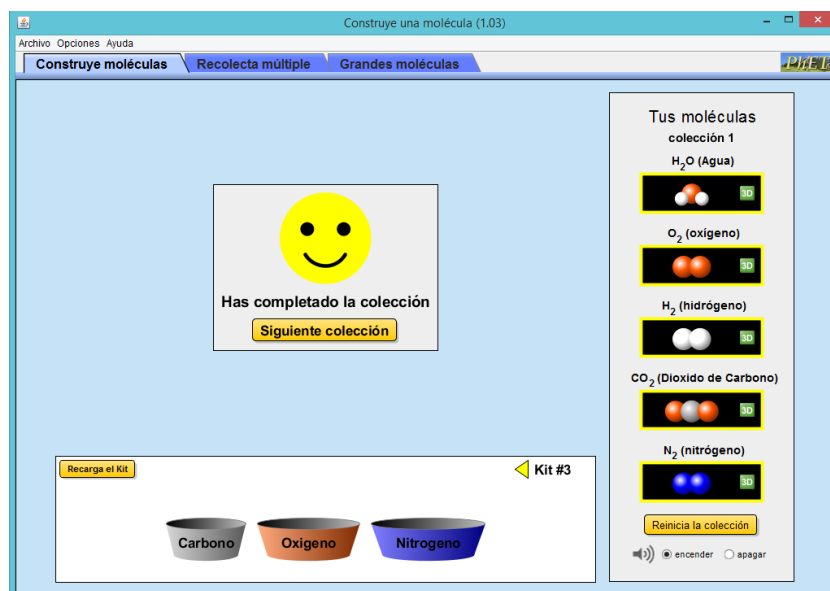 Construye una molécula (1.03)
Archivo Opciones Ayuda
Construye moléculas Recolecta múltiple Grandes moléculas
PhET
Has completado la colección
Siguiente colección
Recarga el Kit
Kit #3
Carbono Oxigeno Nitrogeno
Tus moléculas
colección 1
H2O (Agua)
3D
O2 (oxígeno)
3D
H2 (hidrógeno)
3D
CO2 (Dioxido de Carbono)
3D
N2 (nitrógeno)
3D
Reinicia la colección
encender apagar